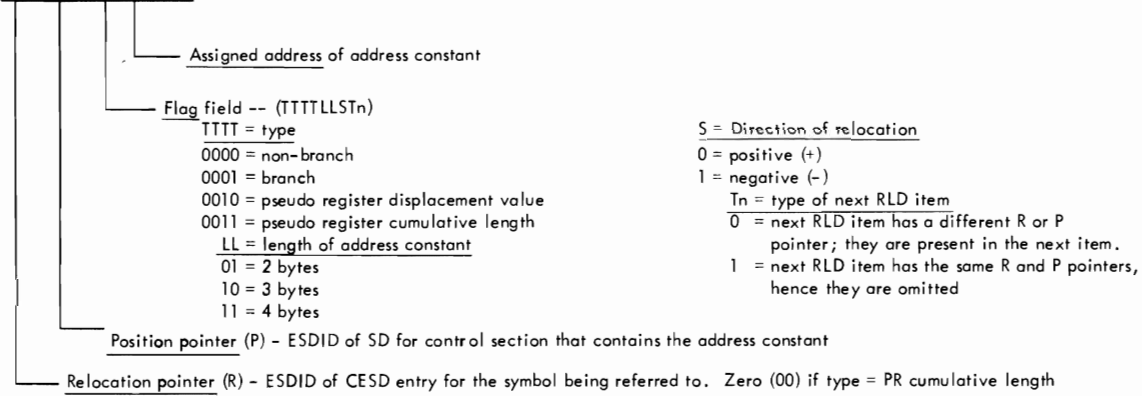 Assigned address of address constant
Flag field -- (TTTTLLSTn)
TTTT = type
0000 = non-branch
0001 = branch
0010 = pseudo register displacement value
0011 = pseudo register cumulative length
LL = length of address constant
01 = 2 bytes
10 = 3 bytes
11 = 4 bytes
S = Direction of relocation
0 = positive (+)
1 = negative (-)
Tn = type of next RLD item
0 = next RLD item has a different R or P
pointer; they are present in the next item.
1 = next RLD item has the same R and P pointers,
hence they are omitted
Position pointer (P) - ESDID of SD for control section that contains the address constant
Relocation pointer (R) - ESDID of CESD entry for the symbol being referred to. Zero (00) if type = PR cumulative length